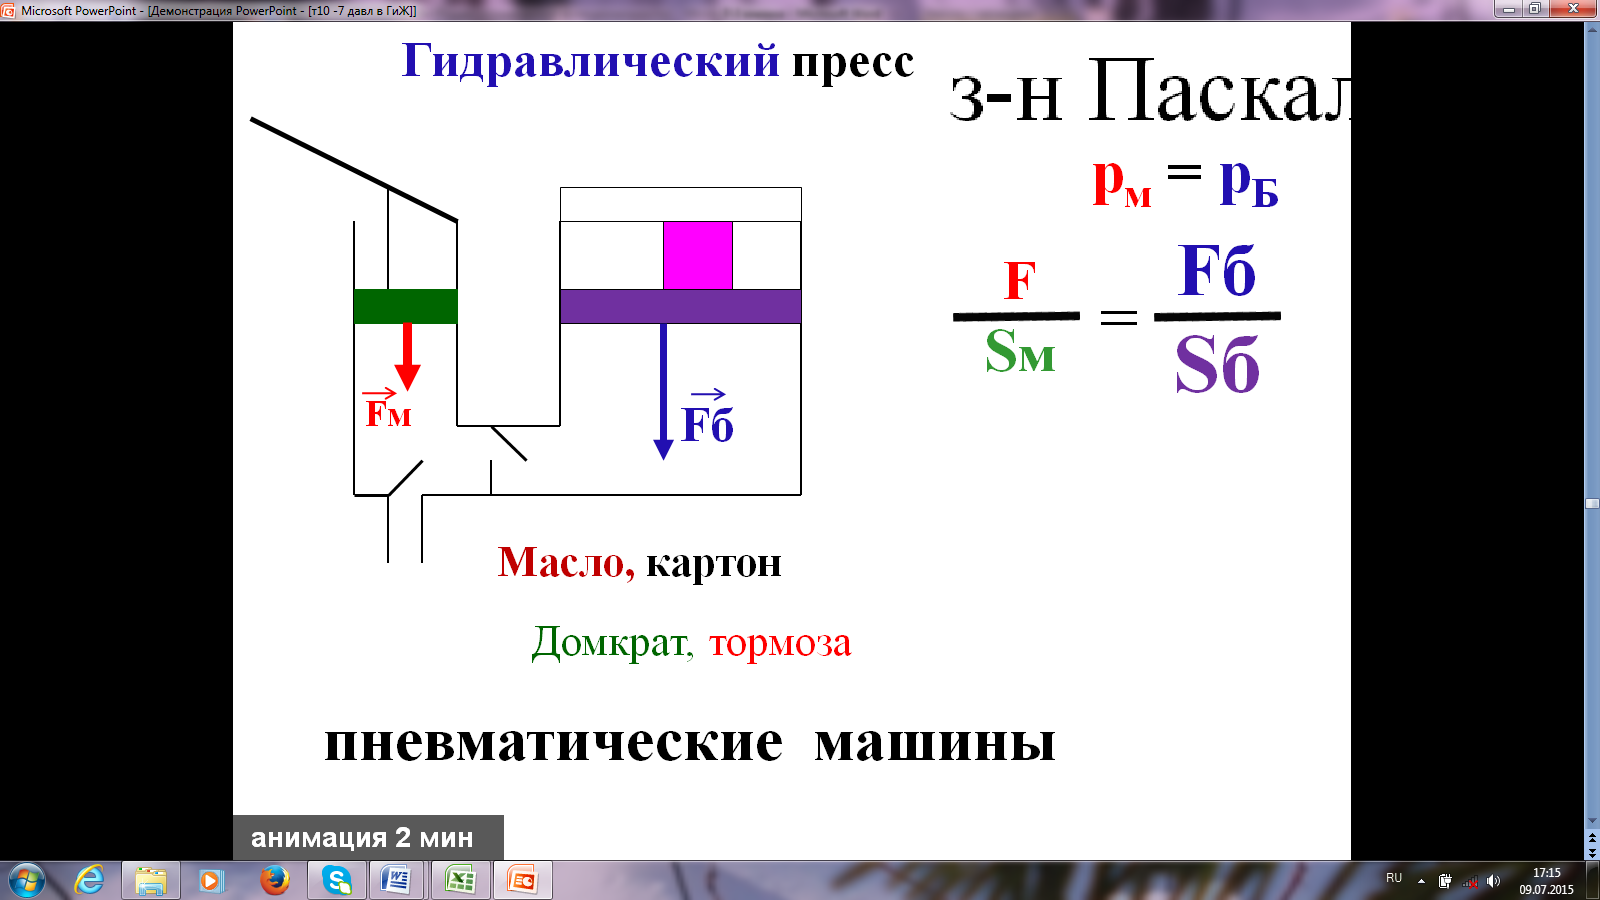 Microsoft PowerPoint - [Демонстрация PowerPoint - [т10 -7 давл в ГиЖ]]
Гидравлический пресс
з-н Паскал
pм = pБ
F
Sм
=
Fб
Sб
Fм
Fб
Масло, картон
Домкрат, тормоза
пневматические машины
анимация 2 мин
RU
17:15
09.07.2015